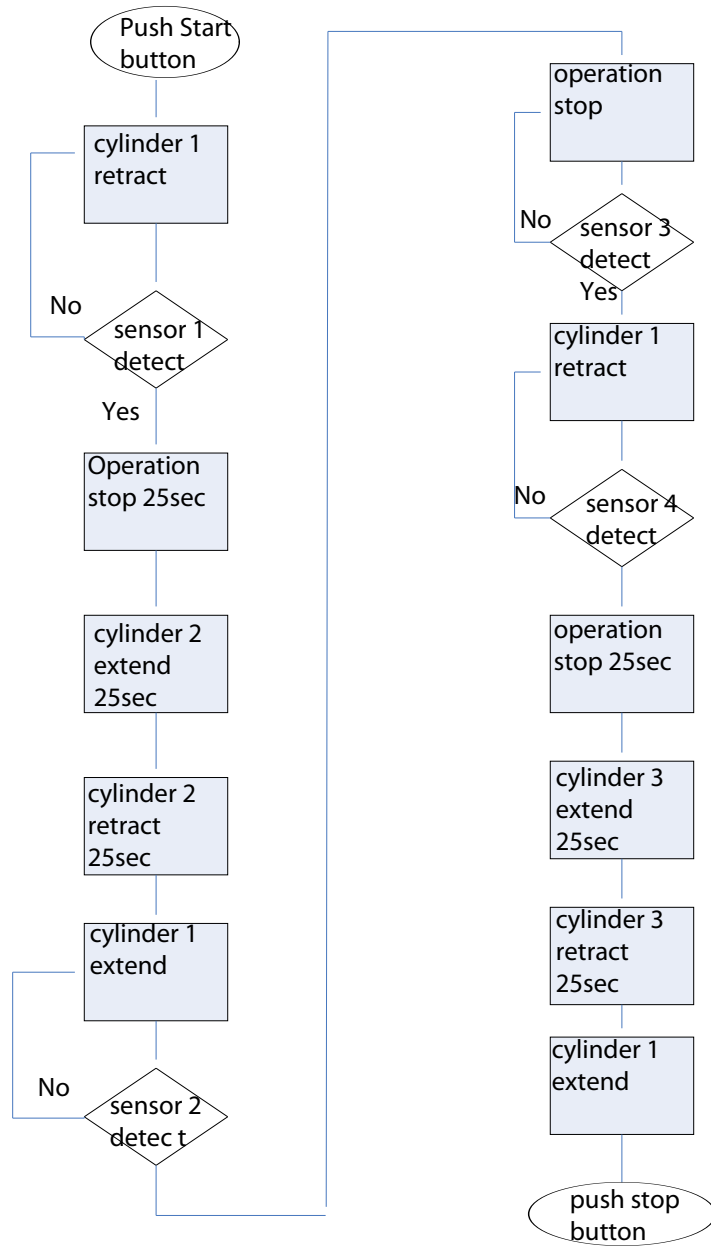 Push Start
button
cylinder 1
retract
No
sensor 1
detect
Yes
Operation
stop 25sec
cylinder 2
extend
25sec
cylinder 2
retract
25sec
cylinder 1
extend
No
sensor 2
detec t
operation
stop
No
sensor 3
detect
Yes
cylinder 1
retract
No
sensor 4
detect
operation
stop 25sec
cylinder 3
extend
25sec
cylinder 3
retract
25sec
cylinder 1
extend
push stop
button